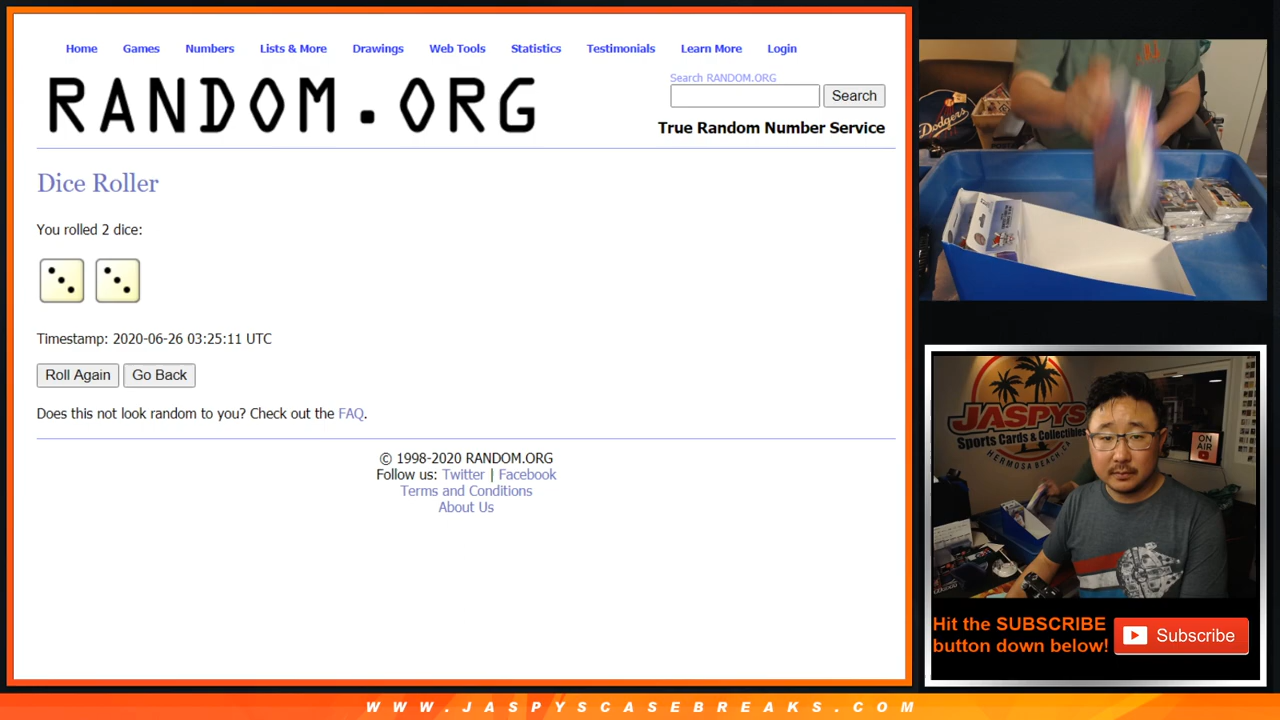 Home Games Numbers Lists & More Drawings Web Tools Statistics Testimonials Learn More Login
RANDOM.ORG
Search RANDOM.ORG
Search
True Random Number Service
Dice Roller
You rolled 2 dice:
Timestamp: 2020-06-26 03:25:11 UTC
Roll Again Go Back
Does this not look random to you? Check out the FAQ.
© 1998-2020 RANDOM.ORG
Follow us: Twitter | Facebook
Terms and Conditions
About Us
Dodgers
JASPYS
Sports Cards & Collectibles
HERMOSA BEACH, CA
ON
AIR
Hit the SUBSCRIBE
button down below!
Subscribe
WWW.JASPYSCASEBREAKS.COM